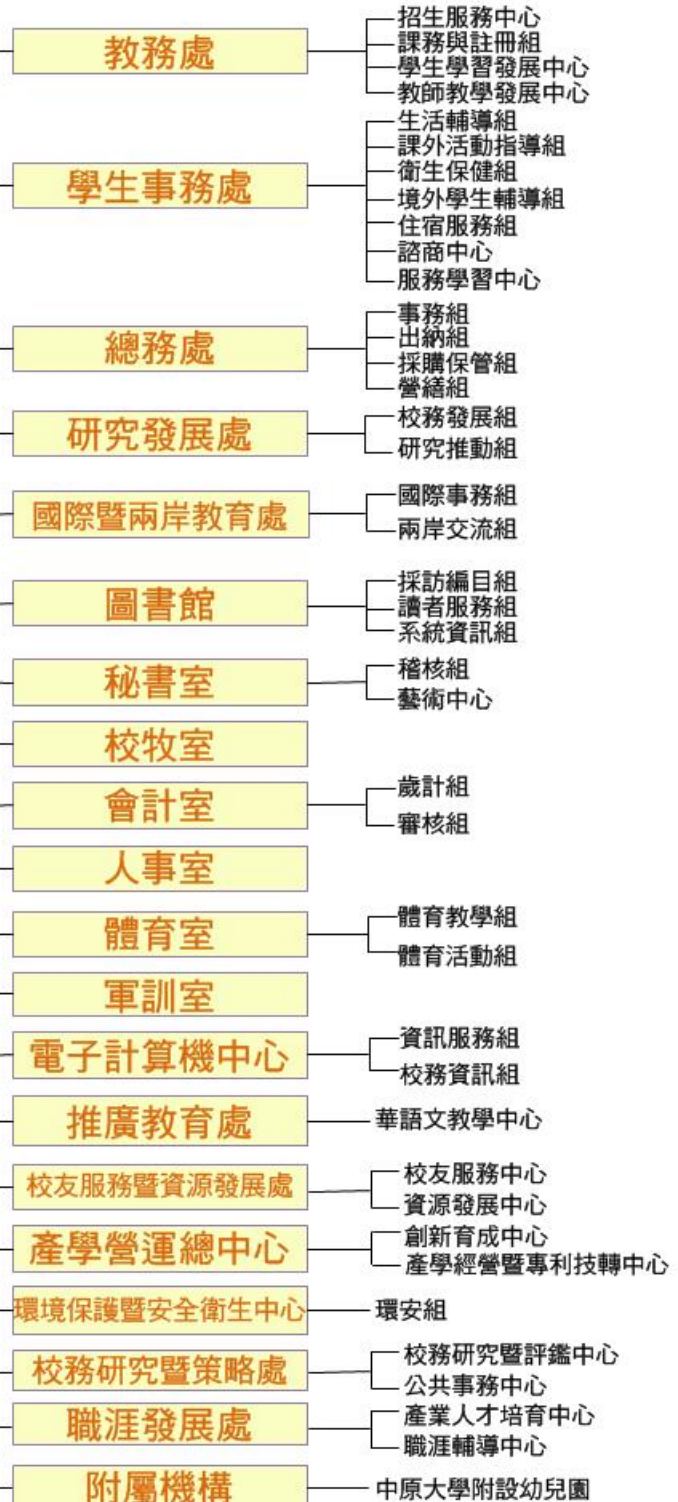 教務處
招生服務中心
課務與註冊組
學生學習發展中心
教師教學發展中心
學生事務處
生活輔導組
課外活動指導組
衛生保健組
境外學生輔導組
住宿服務組
諮商中心
服務學習中心
總務處
事務組
出納組
採購保管組
營繕組
研究發展處
校務發展組
研究推動組
國際暨兩岸教育處
國際事務組
兩岸交流組
圖書館
採訪編目組
讀者服務組
系統資訊組
秘書室
稽核組
藝術中心
校牧室
會計室
歲計組
審核組
人事室
體育室
體育教學組
體育活動組
軍訓室
電子計算機中心
資訊服務組
校務資訊組
推廣教育處
華語文教學中心
校友服務暨資源發展處
校友服務中心
資源發展中心
產學營運總中心
創新育成中心
產學經營暨專利技轉中心
環境保護暨安全衛生中心
環安組
校務研究暨策略處
校務研究暨評鑑中心
公共事務中心
職涯發展處
產業人才培育中心
職涯輔導中心
附屬機構
中原大學附設幼兒園